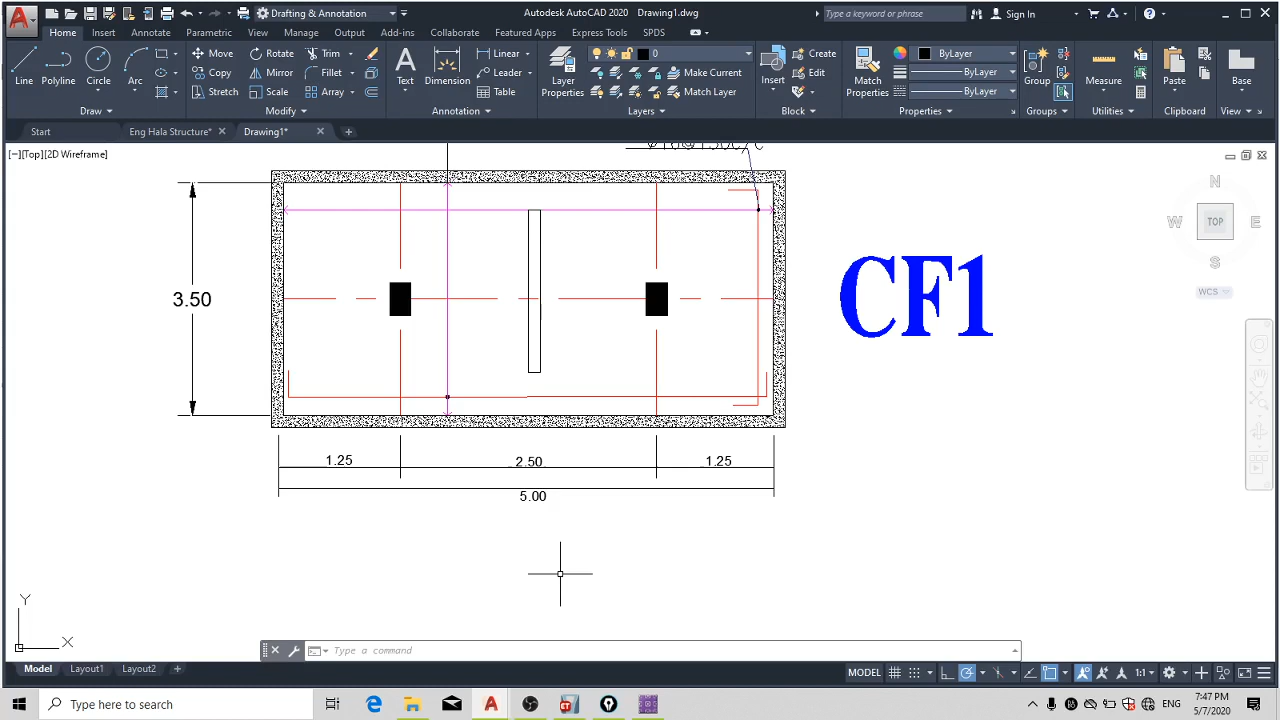 Drafting & Annotation
Autodesk AutoCAD 2020 Drawing1.dwg
Type a keyword or phrase
Sign In
Home Insert Annotate Parametric View Manage Output Add-ins Collaborate Featured Apps Express Tools SPDS
Line
Polyline
Circle
Arc
Move
Rotate
Trim
Copy
Mirror
Fillet
Stretch
Scale
Array
Text
Dimension
Linear
Leader
Table
Layer
Properties
0
Make Current
Match Layer
Insert
Create
Edit
Match
Properties
ByLayer
ByLayer
ByLayer
Group
Measure
Paste
Base
Draw
Modify
Annotation
Layers
Block
Properties
Groups
Utilities
Clipboard
View
Start
Eng Hala Structure*
Drawing1*
[−][Top][2D Wireframe]
N
W
TOP
E
S
WCS
3.50
CF1
1.25
2.50
1.25
5.00
Y
X
Type a command
Model
Layout1
Layout2
MODEL
1:1
Type here to search
ENG
7:47 PM
5/7/2020